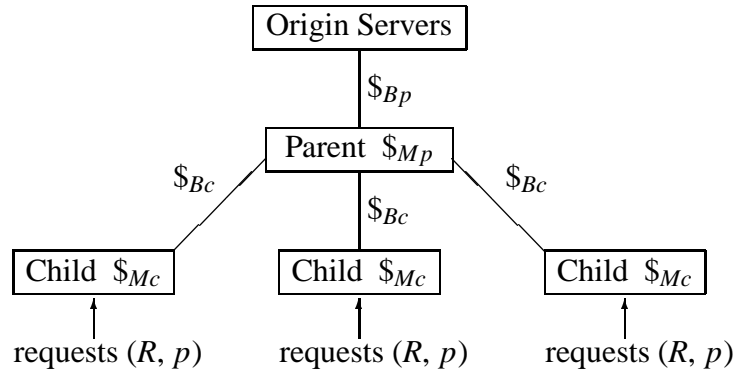 Origin Servers
$Bp
Parent $Mp
$Bc
$Bc
$Bc
Child $Mc
Child $Mc
Child $Mc
requests (R, p)
requests (R, p)
requests (R, p)